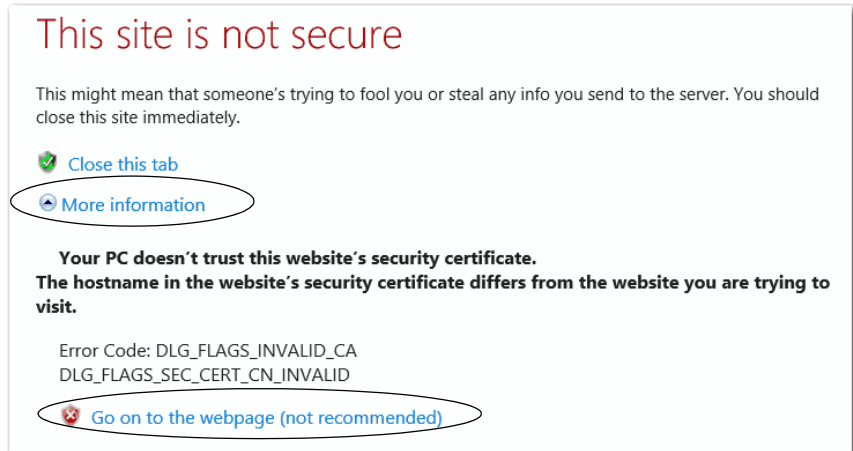 This site is not secure
This might mean that someone's trying to fool you or steal any info you send to the server. You should
close this site immediately.
Close this tab
More information
Your PC doesn't trust this website's security certificate.
The hostname in the website's security certificate differs from the website you are trying to
visit.
Error Code: DLG_FLAGS_INVALID_CA
DLG_FLAGS_SEC_CERT_CN_INVALID
Go on to the webpage (not recommended)